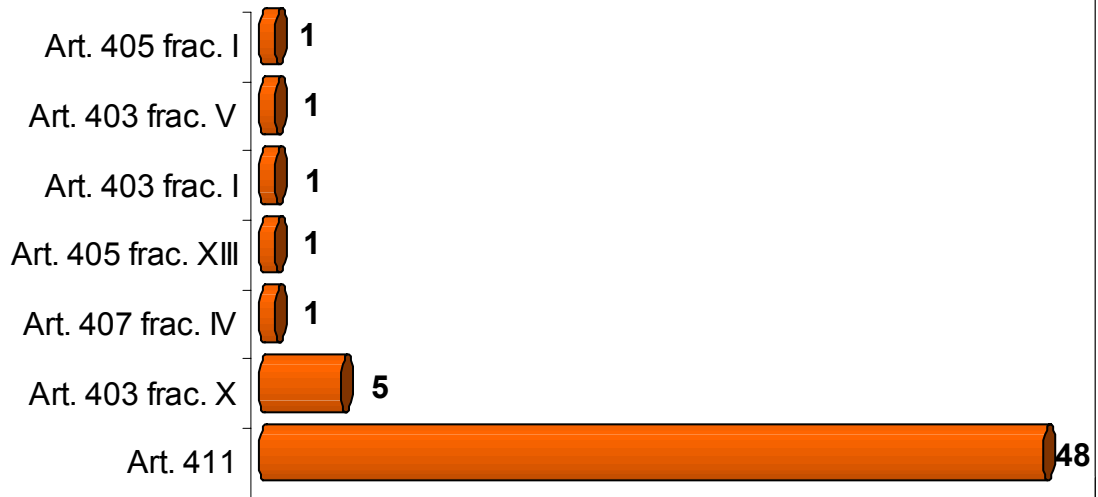 Art. 405 frac. I 1
Art. 403 frac. V 1
Art. 403 frac. I 1
Art. 405 frac. XIII 1
Art. 407 frac. IV 1
Art. 403 frac. X 5
Art. 411 48